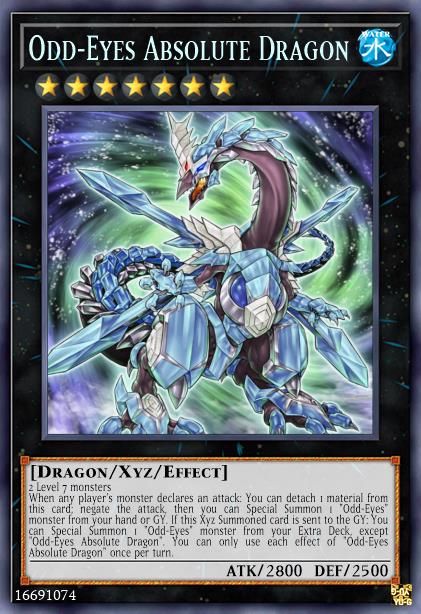 ODD-EYES ABSOLUTE DRAGON
WATER
水
[DRAGON/XYZ/EFFECT]
2 Level 7 monsters
When any player's monster declares an attack: You can detach 1 material from
this card; negate the attack, then you can Special Summon 1 "Odd-Eyes"
monster from your hand or GY. If this Xyz Summoned card is sent to the GY: You
can Special Summon 1 "Odd-Eyes" monster from your Extra Deck, except
"Odd-Eyes Absolute Dragon". You can only use each effect of "Odd-Eyes
Absolute Dragon" once per turn.
ATK/2800 DEF/2500
16691074